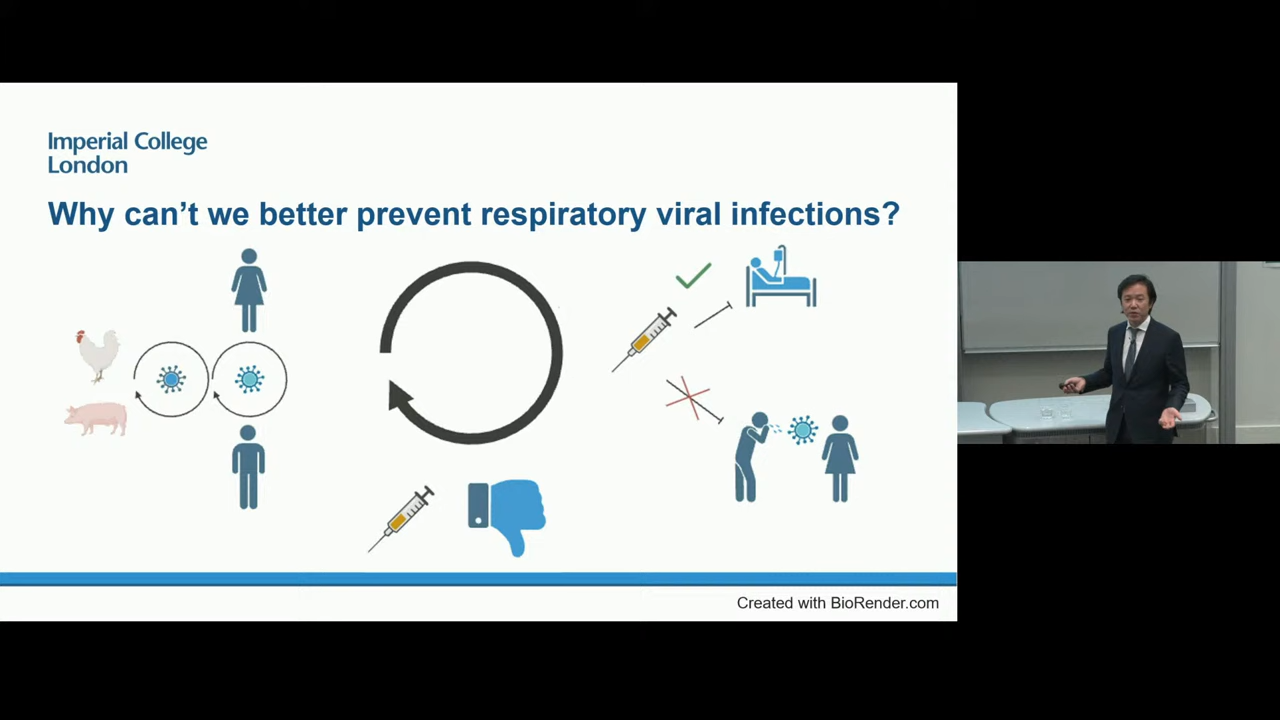 Imperial College
London
Why can't we better prevent respiratory viral infections?
Created with BioRender.com